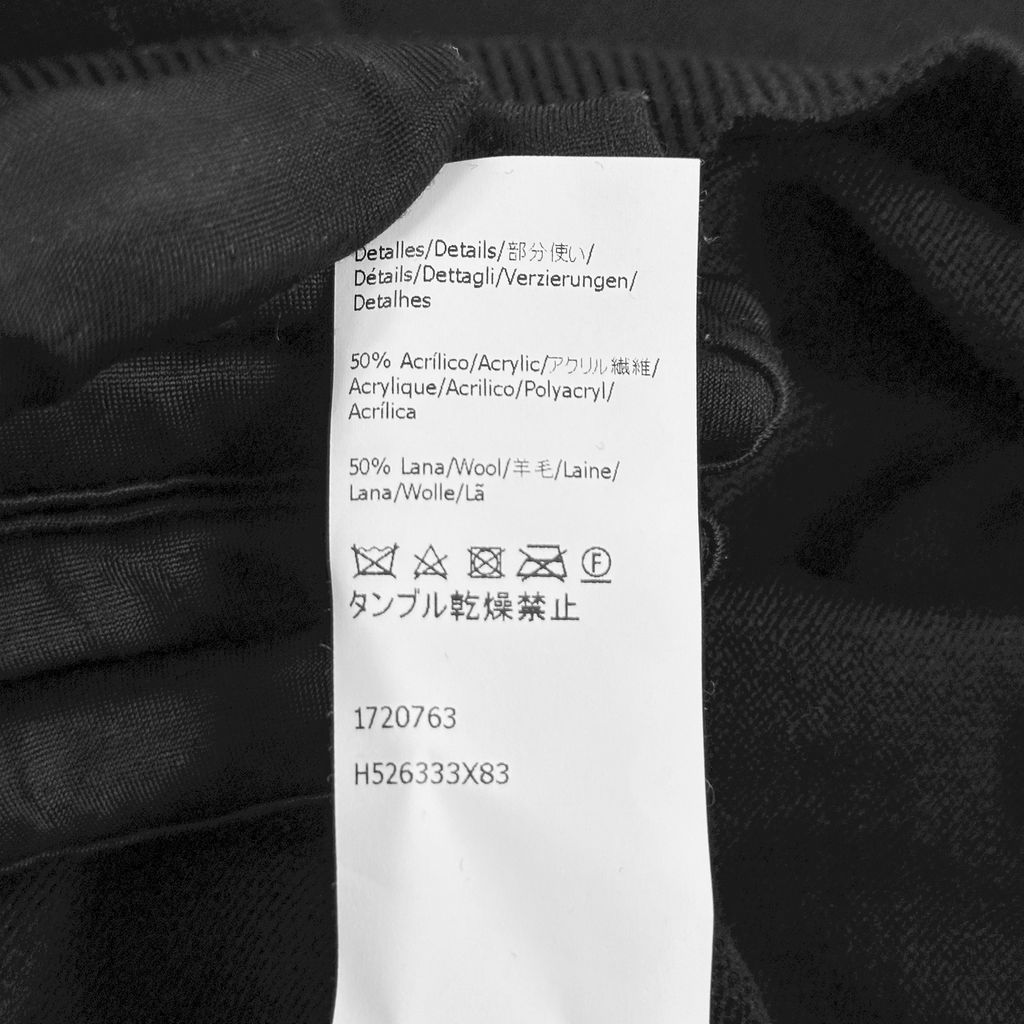 Detalles/Details/部分使い/
Détails/Dettagli/Verzierungen/
Detalhes
50% Acrílico/Acrylic/アクリル繊維/
Acrylique/Acrilico/Polyacryl/
Acrílica
50% Lana/Wool/羊毛/Laine/
Lana/Wolle/Lã
F
タンブル乾燥禁止
1720763
H526333X83